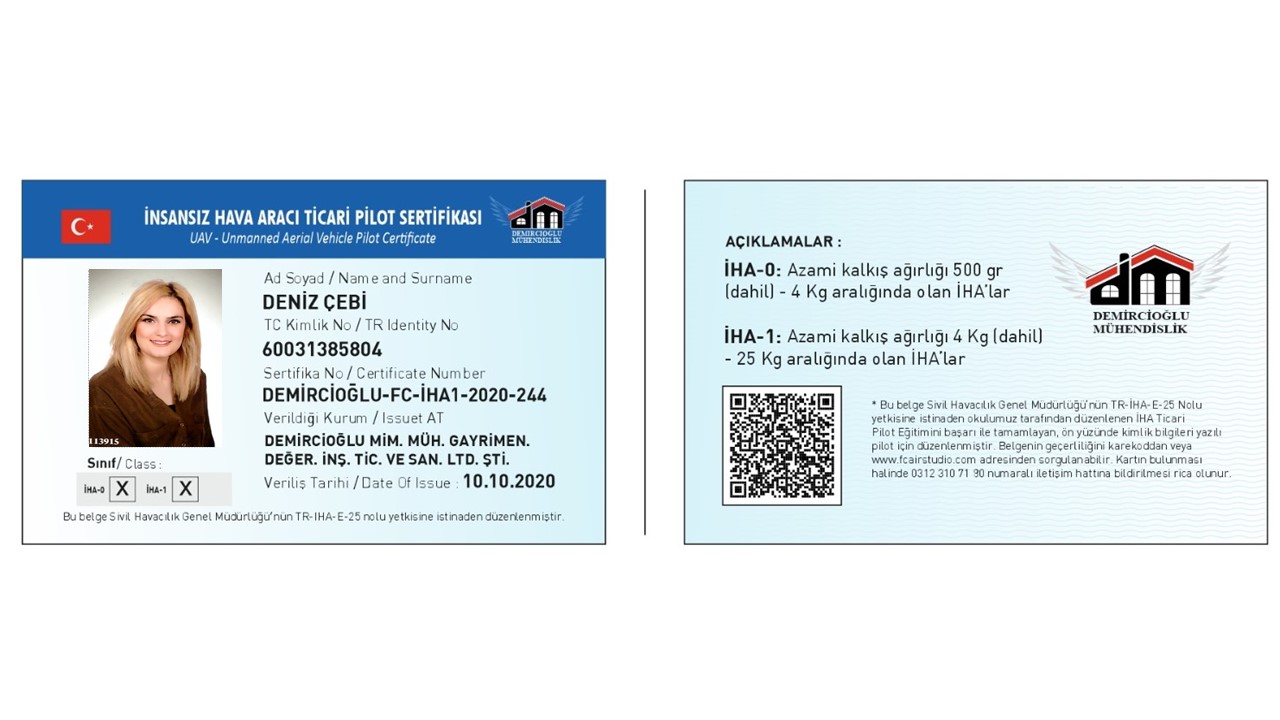 İNSANSIZ HAVA ARACI TİCARİ PİLOT SERTİFİKASI
UAV - Unmanned Aerial Vehicle Pilot Certificate
dm
DEMİRCİOĞLU
MÜHENDİSLİK
Ad Soyad / Name and Surname
DENİZ ÇEBİ
TC Kimlik No / TR Identity No
60031385804
Sertifika No / Certificate Number
DEMİRCİOĞLU-FC-İHA1-2020-244
Verildiği Kurum / Issuet AT
DEMİRCİOĞLU MİM. MÜH. GAYRİMEN.
DEĞER. İNŞ. TİC. VE SAN. LTD. ŞTİ.
Veriliş Tarihi / Date Of Issue : 10.10.2020
113915
Sınıf/ Class :
İHA-0 X İHA-1 X
Bu belge Sivil Havacılık Genel Müdürlüğü'nün TR-IHA-E-25 nolu yetkisine istinaden düzenlenmiştir.
AÇIKLAMALAR :
İHA-0: Azami kalkış ağırlığı 500 gr
(dahil) - 4 Kg aralığında olan İHA'lar
İHA-1: Azami kalkış ağırlığı 4 Kg (dahil)
- 25 Kg aralığında olan İHA'lar
dm
DEMİRCİOĞLU
MÜHENDİSLİK
* Bu belge Sivil Havacılık Genel Müdürlüğü'nün TR-İHA-E-25 Nolu
yetkisine istinaden okulumuz tarafından düzenlenen İHA Ticari
Pilot Eğitimini başarı ile tamamlayan, ön yüzünde kimlik bilgileri yazılı
pilot için düzenlenmiştir. Belgenin geçerliliğini karekoddan veya
www.fcairstudio.com adresinden sorgulanabilir. Kartın bulunması
halinde 0312 310 71 90 numaralı iletişim hattına bildirilmesi rica olunur.